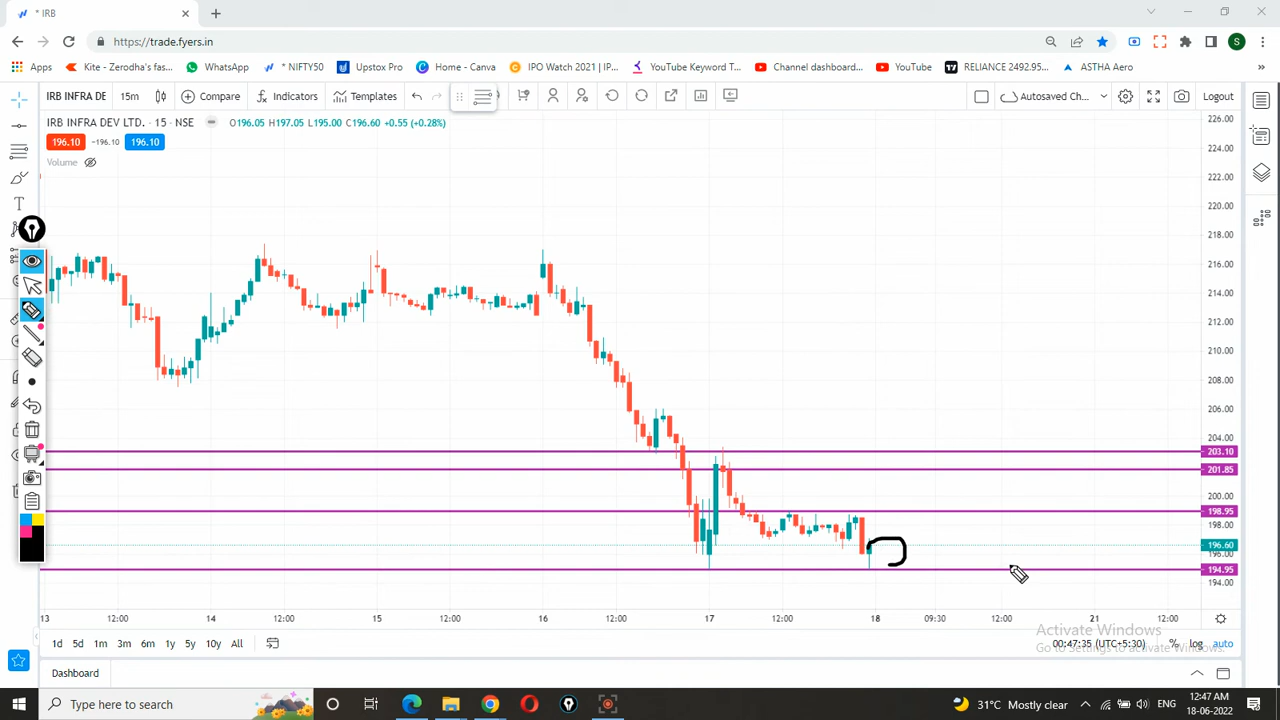 * IRB
https://trade.fyers.in
S
Apps
Kite - Zerodha's fas...
WhatsApp
* NIFTY50
Upstox Pro
Home - Canva
IPO Watch 2021 | IP...
YouTube Keyword T...
Channel dashboard...
YouTube
RELIANCE 2492.95...
ASTHA Aero
»
IRB INFRA DE
15m
Compare
Indicators
Templates
Autosaved Ch...
Logout
IRB INFRA DEV LTD. · 15 · NSE
O196.05 H197.05 L195.00 C196.60 +0.55 (+0.28%)
196.10
-196.10
196.10
Volume
226.00
224.00
222.00
220.00
218.00
216.00
214.00
212.00
210.00
208.00
206.00
204.00
203.10
201.85
200.00
198.95
198.00
196.60
196.00
194.95
194.00
13
12:00
14
12:00
15
12:00
16
12:00
17
12:00
18
09:30
12:00
21
12:00
Activate Windows
Go to Settings to activate Windows.
1d
5d
1m
3m
6m
1y
5y
10y
All
00:47:35 (UTC+5:30)
%
log
auto
Dashboard
Type here to search
31°C Mostly clear
ENG
12:47 AM
18-06-2022